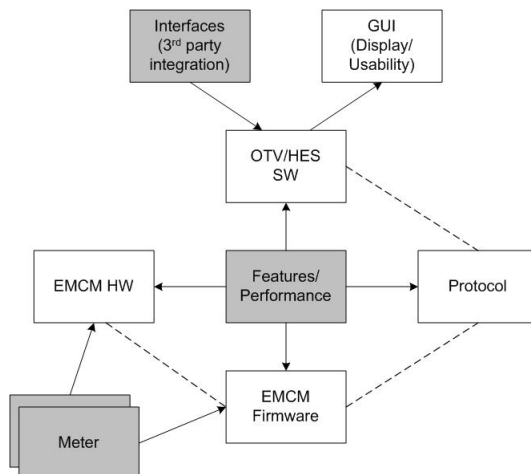 Interfaces
(3rd party
integration)
GUI
(Display/
Usability)
OTV/HES
SW
EMCM HW
Features/
Performance
Protocol
EMCM
Firmware
Meter